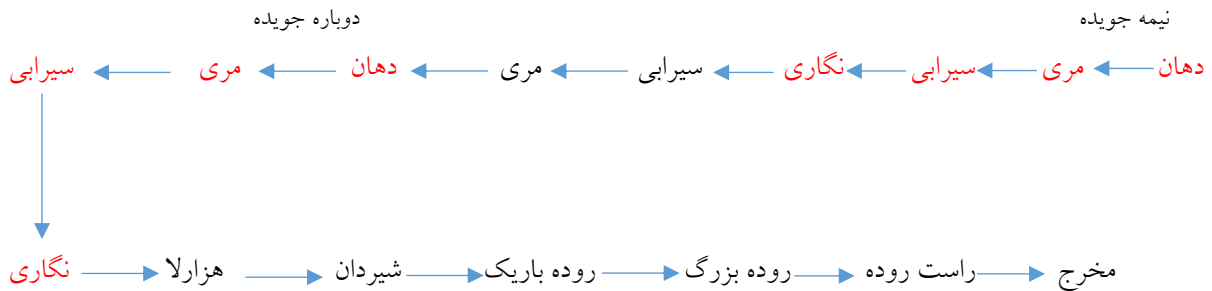 نیمه جویده دوباره جویده
دهان مری سیرابی نگاری سیرابی مری دهان مری سیرابی
نگاری هزارلا شیردان روده باریک روده بزرگ راست روده مخرج